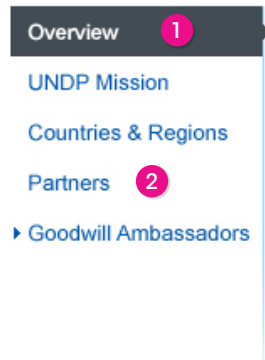 Overview 1
UNDP Mission
Countries & Regions
Partners 2
Goodwill Ambassadors